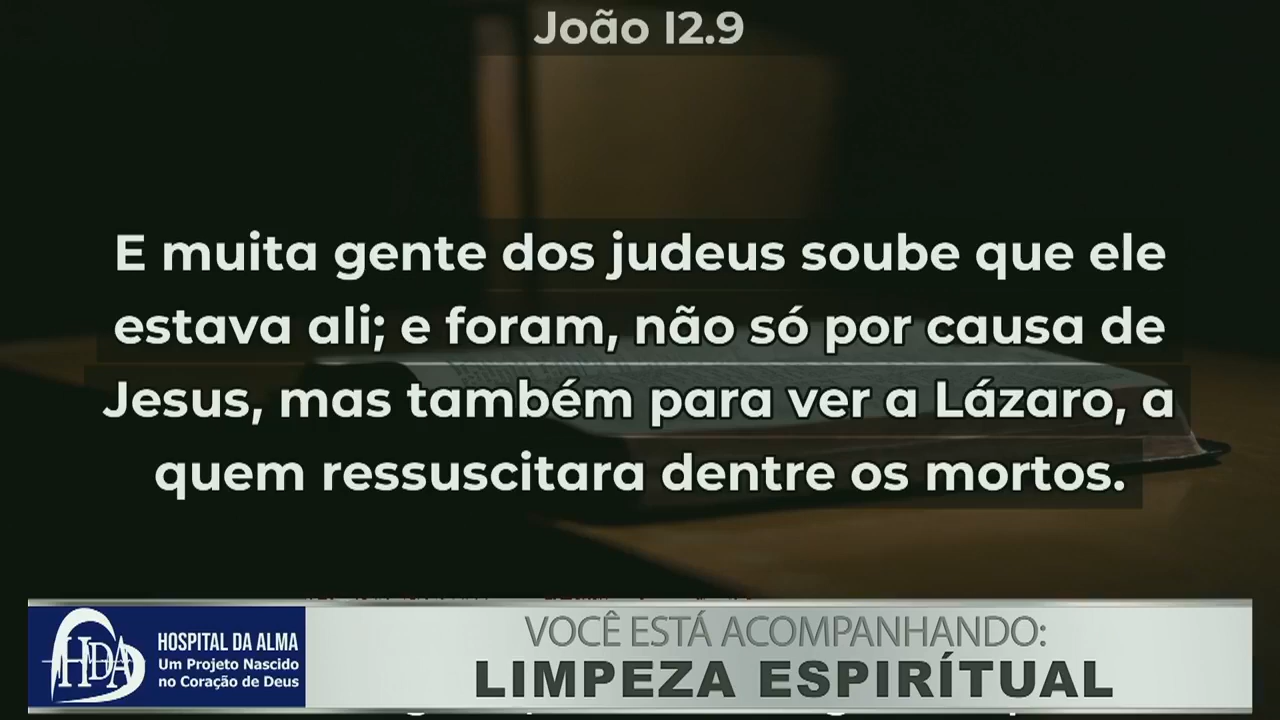 João 12.9
E muita gente dos judeus soube que ele
estava ali; e foram, não só por causa de
Jesus, mas também para ver a Lázaro, a
quem ressuscitara dentre os mortos.
HDA
HOSPITAL DA ALMA
Um Projeto Nascido
no Coração de Deus
VOCÊ ESTÁ ACOMPANHANDO:
LIMPEZA ESPIRÍTUAL